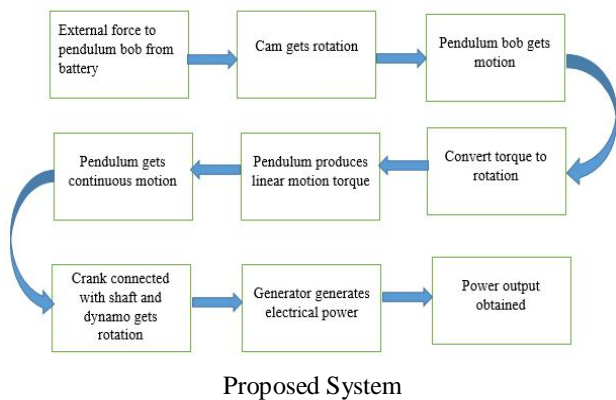 External force to
pendulum bob from
battery
Cam gets rotation
Pendulum bob gets
motion
Convert torque to
rotation
Pendulum produces
linear motion torque
Pendulum gets
continuous motion
Crank connected
with shaft and
dynamo gets
rotation
Generator generates
electrical power
Power output
obtained
Proposed System